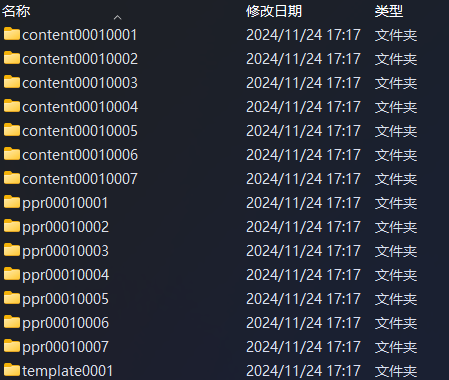 名称 修改日期 类型
content00010001 2024/11/24 17:17 文件夹
content00010002 2024/11/24 17:17 文件夹
content00010003 2024/11/24 17:17 文件夹
content00010004 2024/11/24 17:17 文件夹
content00010005 2024/11/24 17:17 文件夹
content00010006 2024/11/24 17:17 文件夹
content00010007 2024/11/24 17:17 文件夹
ppr00010001 2024/11/24 17:17 文件夹
ppr00010002 2024/11/24 17:17 文件夹
ppr00010003 2024/11/24 17:17 文件夹
ppr00010004 2024/11/24 17:17 文件夹
ppr00010005 2024/11/24 17:17 文件夹
ppr00010006 2024/11/24 17:17 文件夹
ppr00010007 2024/11/24 17:17 文件夹
template0001 2024/11/24 17:17 文件夹